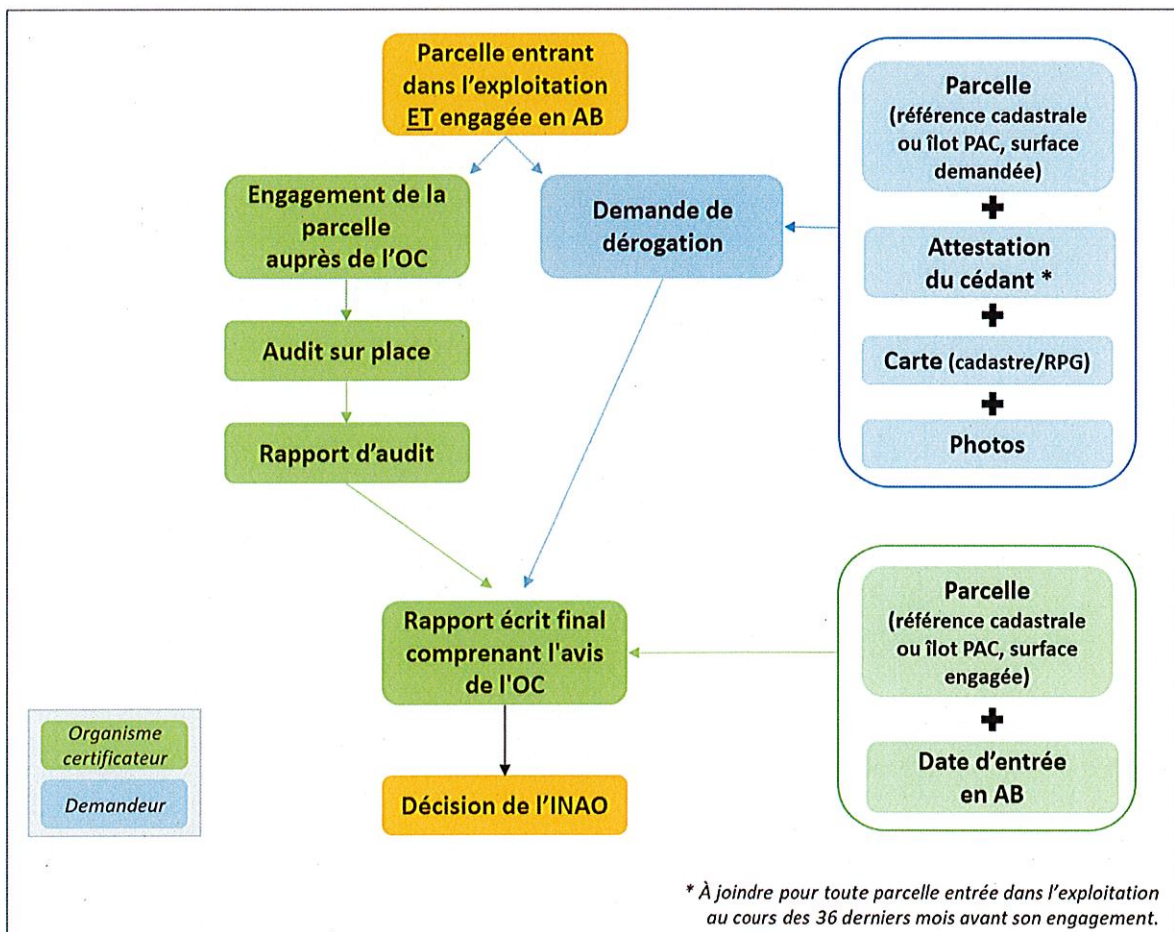 Parcelle entrant
dans l'exploitation
ET engagée en AB
Engagement de la
parcelle
auprès de l'OC
Demande de
dérogation
Audit sur place
Rapport d'audit
Rapport écrit final
comprenant l'avis
de l'OC
Décision de l'INAO
Parcelle
(référence cadastrale
ou îlot PAC, surface
demandée)
+
Attestation
du cédant *
+
Carte (cadastre/RPG)
+
Photos
Parcelle
(référence cadastrale
ou îlot PAC, surface
engagée)
+
Date d'entrée
en AB
Organisme
certificateur
Demandeur
* À joindre pour toute parcelle entrée dans l'exploitation
au cours des 36 derniers mois avant son engagement.